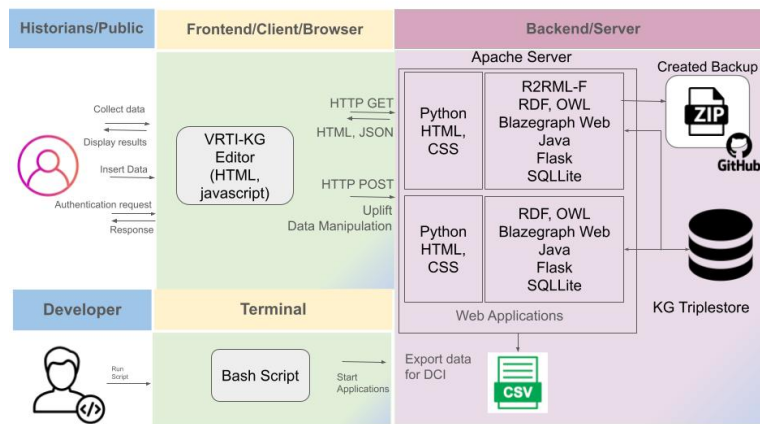 Historians/Public
Frontend/Client/Browser
Backend/Server
Apache Server
Created Backup
Collect data
Display results
Insert Data
Authentication request
Response
VRTI-KG
Editor
(HTML,
javascript)
HTTP GET
HTML, JSON
HTTP POST
Uplift
Data Manipulation
Python
HTML,
CSS
R2RML-F
RDF, OWL
Blazegraph Web
Java
Flask
SQLLite
ZIP
GitHub
Python
HTML,
CSS
RDF, OWL
Blazegraph Web
Java
Flask
SQLLite
Web Applications
KG Triplestore
Developer
Terminal
Run
Script
Bash Script
Start
Applications
Export data
for DCI
CSV